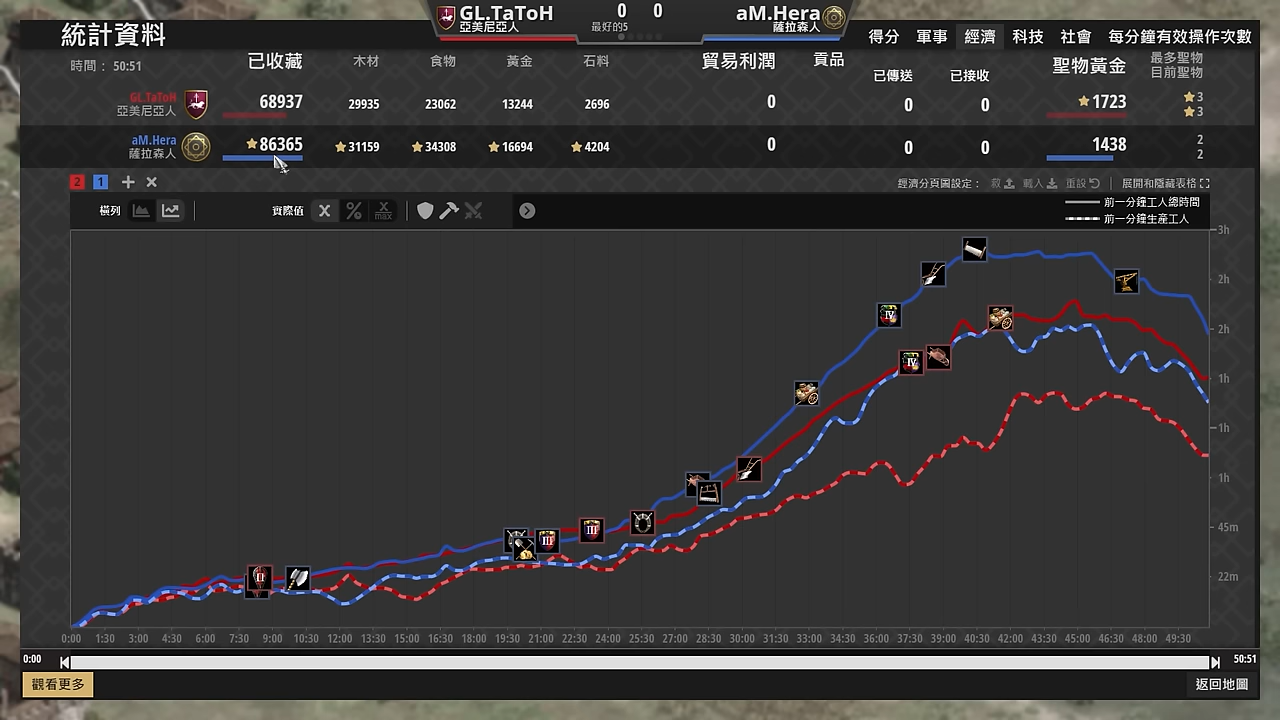 GL.TaToH 0 0 aM.Hera
亞美尼亞人 最好的5 薩拉森人
統計資料
得分 軍事 經濟 科技 社會 每分鐘有效操作次數
時間： 50:51
已收藏 木材 食物 黃金 石料 貿易利潤 貢品 已傳送 已接收 聖物黃金 最多聖物
目前聖物
GL.TaToH
亞美尼亞人
68937 29935 23062 13244 2696 0 0 0 1723 3
3
aM.Hera
薩拉森人
86365 31159 34308 16694 4204 0 0 0 1438 2
2
2 1
經濟分頁圖設定： 載入 重設 展開和隱藏表格
橫列 實際值 X % X max
前一分鐘工人總時間
前一分鐘生產工人
3h
2h
2h
1h
1h
1h
45m
22m
II III III IV IV
0:00 1:30 3:00 4:30 6:00 7:30 9:00 10:30 12:00 13:30 15:00 16:30 18:00 19:30 21:00 22:30 24:00 25:30 27:00 28:30 30:00 31:30 33:00 34:30 36:00 37:30 39:00 40:30 42:00 43:30 45:00 46:30 48:00 49:30
0:00 50:51
觀看更多 返回地圖